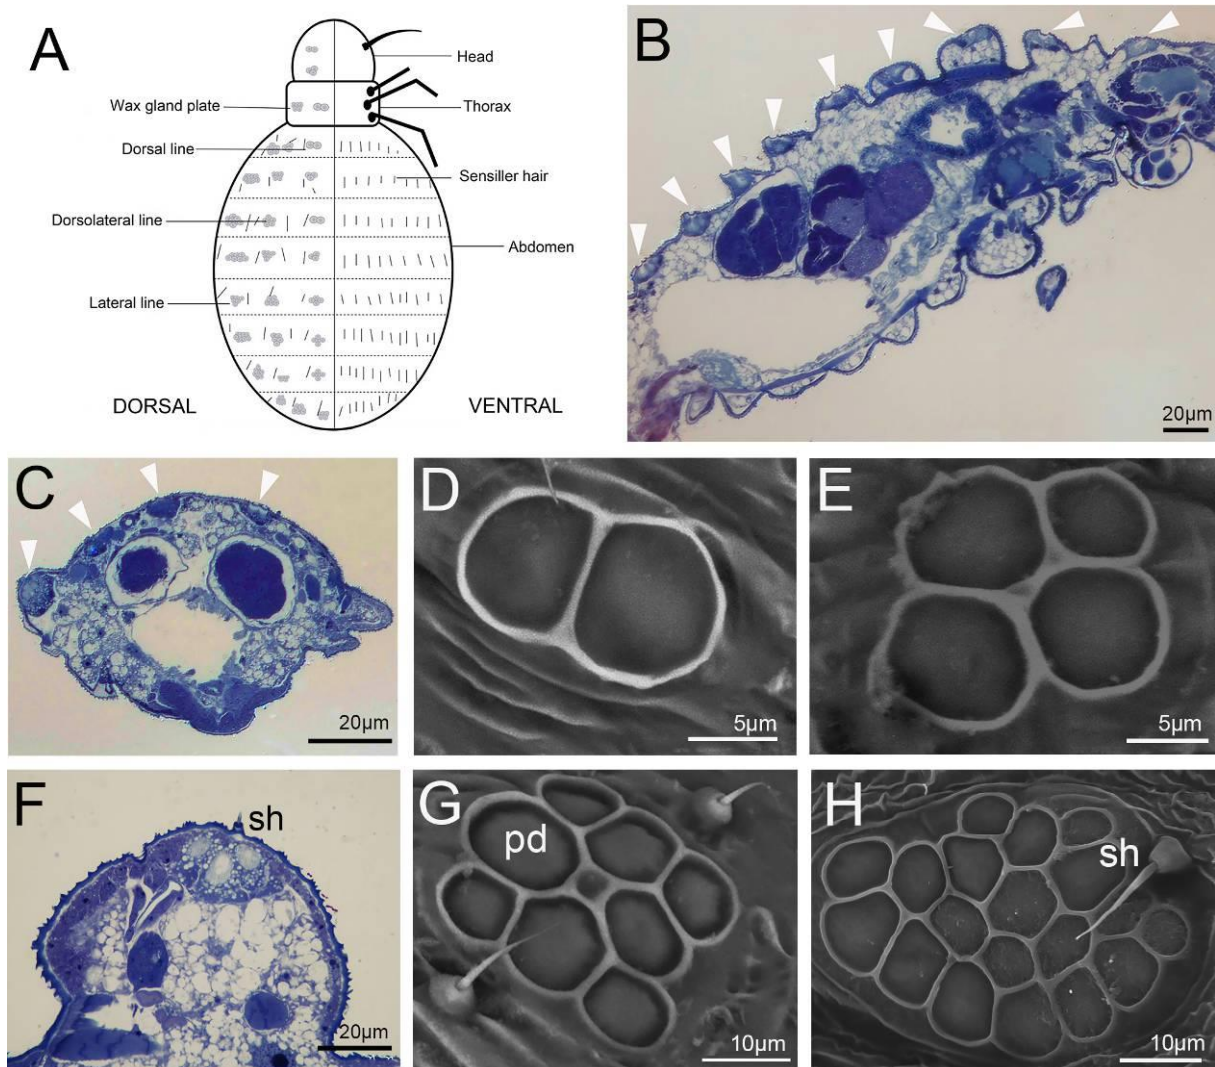 A
Head
Wax gland plate
Thorax
Dorsal line
Sensiller hair
Dorsolateral line
Abdomen
Lateral line
DORSAL
VENTRAL
B
20µm
C
20µm
D
5µm
E
5µm
F
sh
20µm
G
pd
10µm
H
sh
10µm